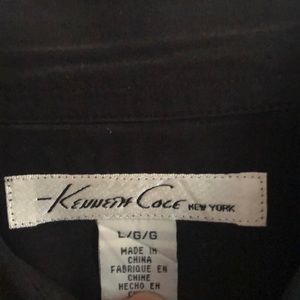 Kenneth Cole NEW YORK
L/G/G
MADE IN
CHINA
FABRIQUE EN
CHINE
HECHO EN